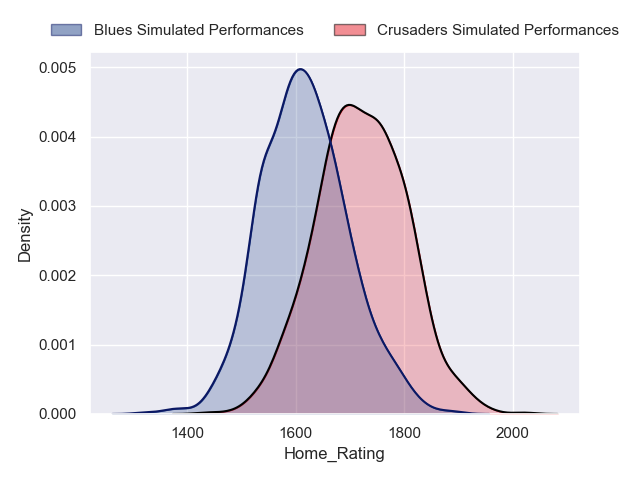 Blues Simulated Performances Crusaders Simulated Performances
0.005
0.004
0.003
0.002
0.001
0.000
Density
1400 1600 1800 2000
Home_Rating